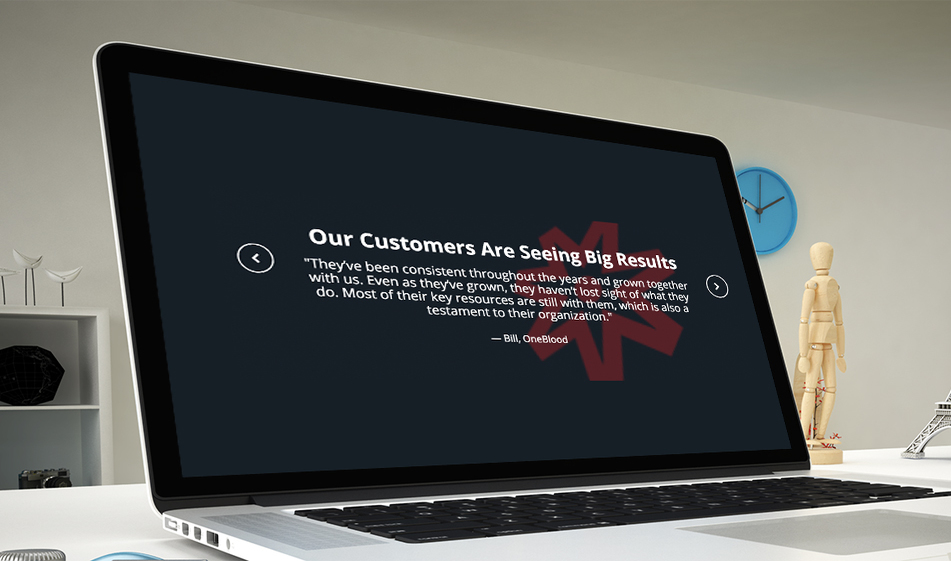 Our Customers Are Seeing Big Results
"They've been consistent throughout the years and grown together
with us. Even as they've grown, they haven't lost sight of what they
do. Most of their key resources are still with them, which is also a
testament to their organization."
— Bill, OneBlood